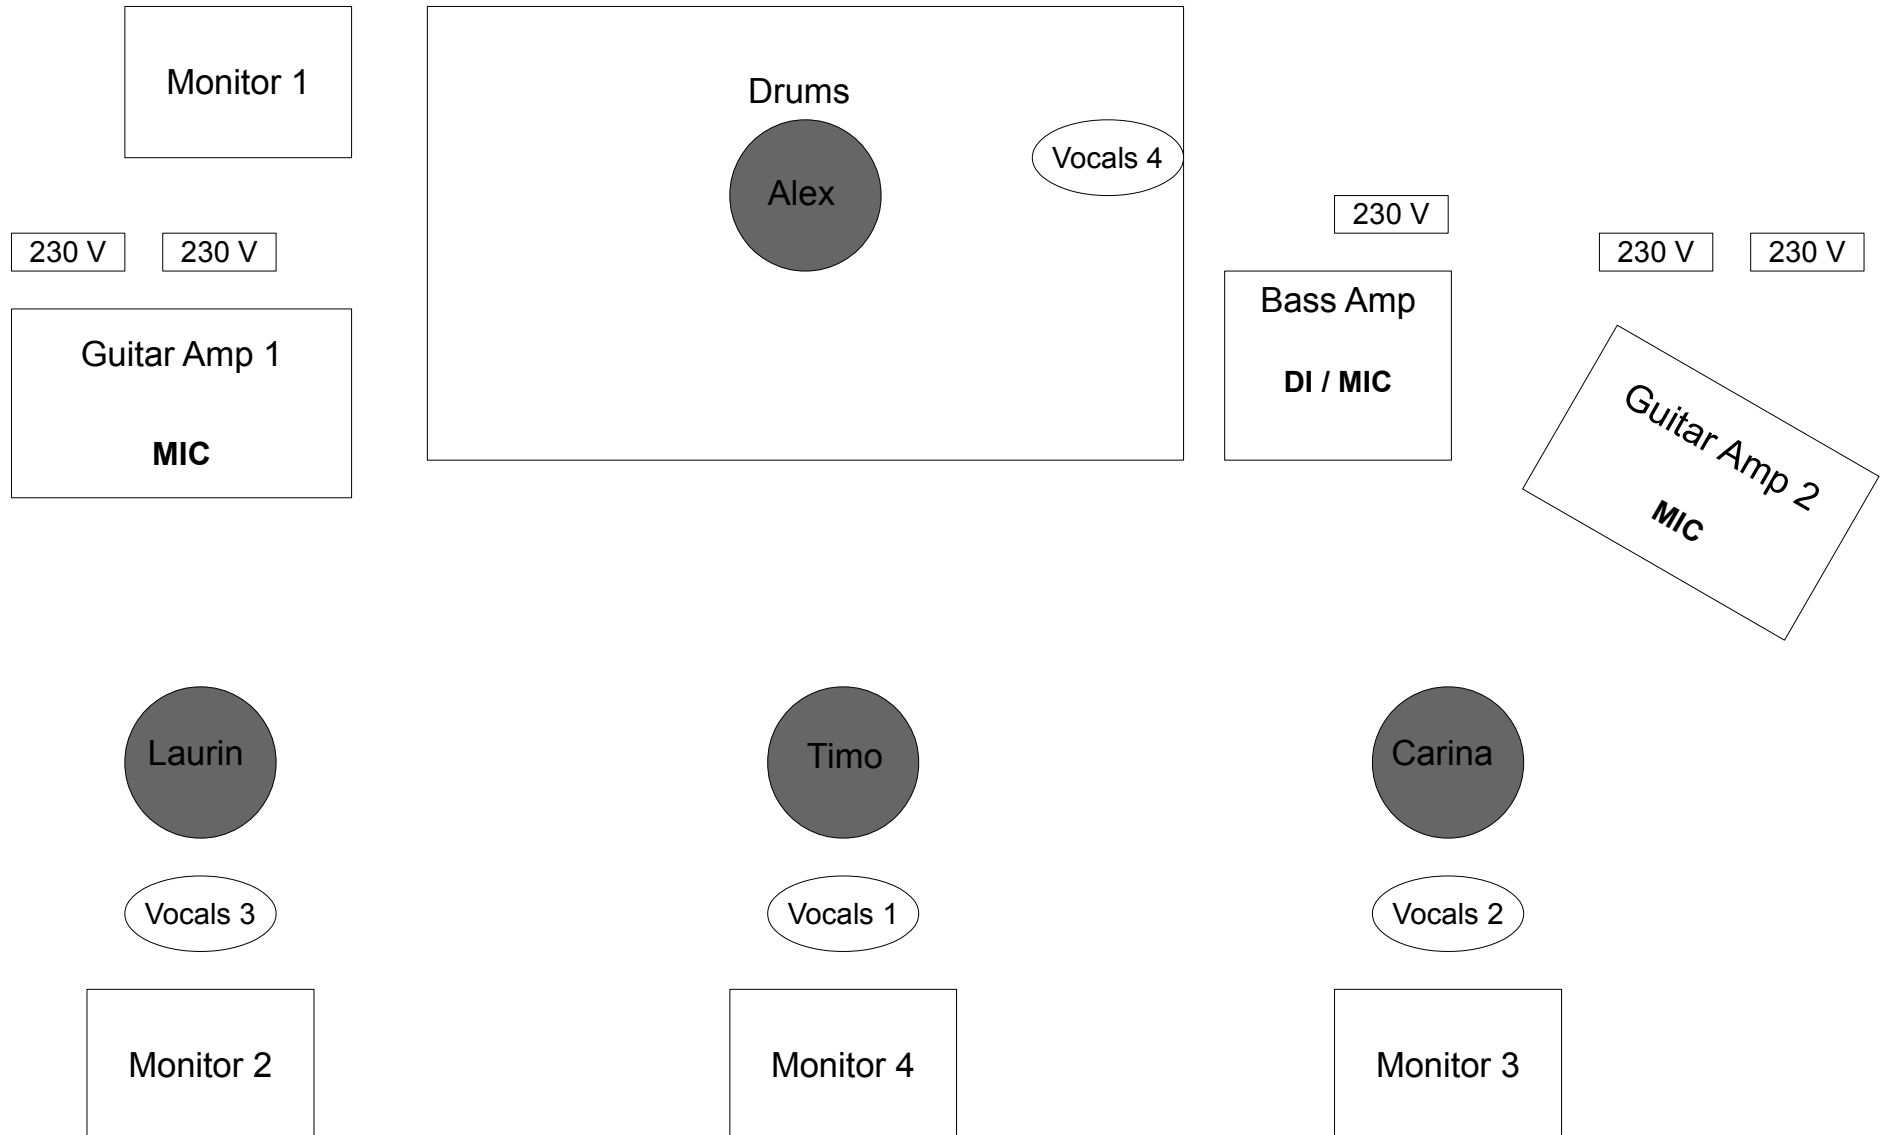 Monitor 1
Drums
Alex
Vocals 4
230 V
230 V
230 V
230 V
230 V
Guitar Amp 1
MIC
Bass Amp
DI / MIC
Guitar Amp 2
MIC
Laurin
Timo
Carina
Vocals 3
Vocals 1
Vocals 2
Monitor 2
Monitor 4
Monitor 3